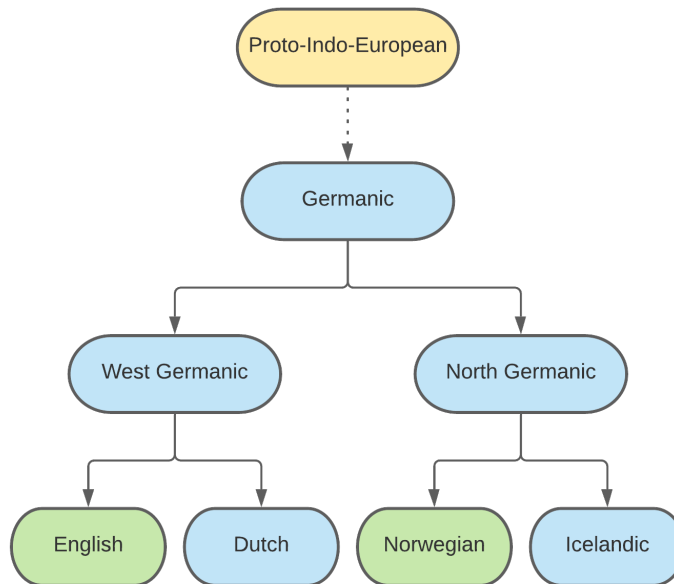 Proto-Indo-European
Germanic
West Germanic
North Germanic
English
Dutch
Norwegian
Icelandic